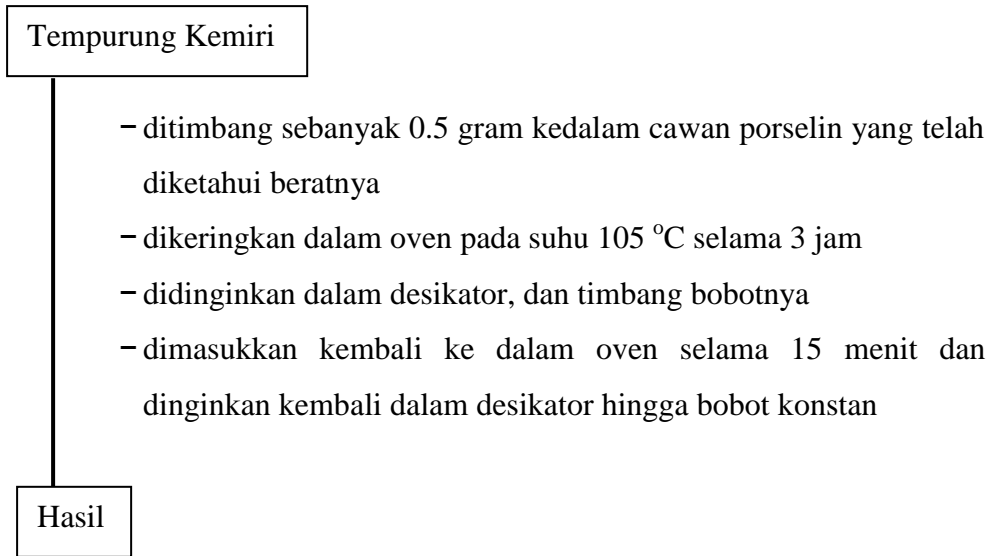 Tempurung Kemiri
− ditimbang sebanyak 0.5 gram kedalam cawan porselin yang telah
diketahui beratnya
− dikeringkan dalam oven pada suhu 105 °C selama 3 jam
− didinginkan dalam desikator, dan timbang bobotnya
− dimasukkan kembali ke dalam oven selama 15 menit dan
dinginkan kembali dalam desikator hingga bobot konstan
Hasil